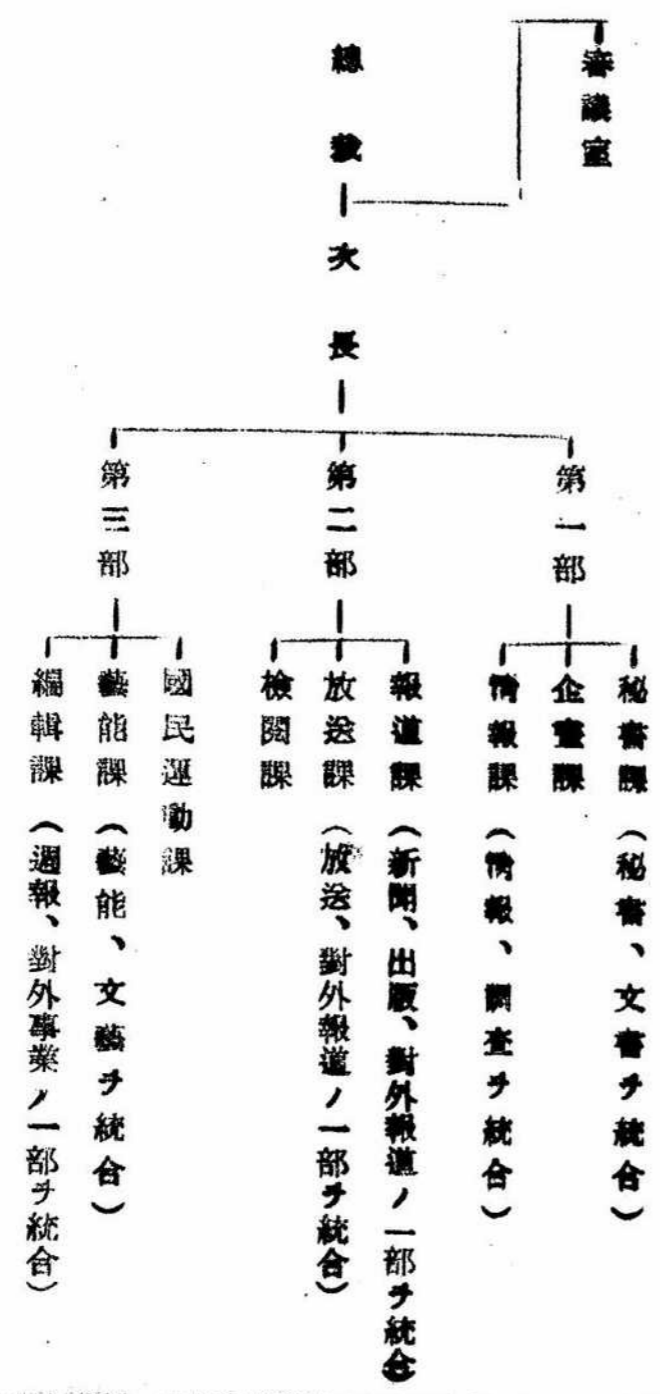 審議室
總裁
次長
第一部
秘書課（秘書、文書ヲ統合）
企畫課
情報課（情報、調査ヲ統合）
第二部
報道課（新聞、出版、對外報道ノ一部ヲ統合）
放送課（放送、對外報道ノ一部ヲ統合）
檢閲課
第三部
國民運動課
藝能課（藝能、文藝ヲ統合）
編輯課（週報、對外事業ノ一部ヲ統合）